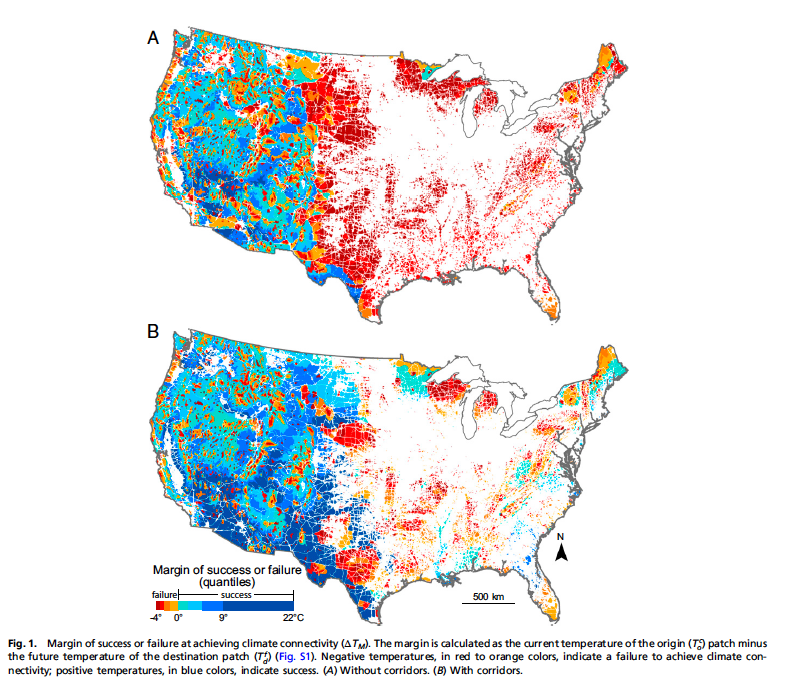 A
B
N
Margin of success or failure
(quantiles)
failure success
-4° 0° 9° 22°C
500 km
Fig. 1. Margin of success or failure at achieving climate connectivity (ΔTM). The margin is calculated as the current temperature of the origin (Tco) patch minus
the future temperature of the destination patch (Tfd) (Fig. S1). Negative temperatures, in red to orange colors, indicate a failure to achieve climate con-
nectivity; positive temperatures, in blue colors, indicate success. (A) Without corridors. (B) With corridors.